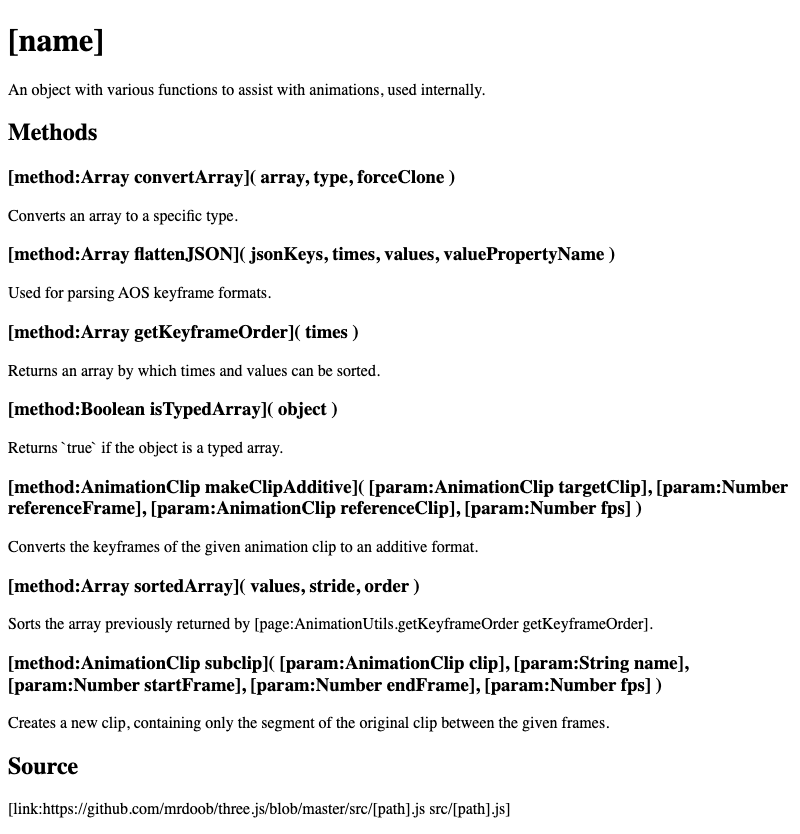 [name]
An object with various functions to assist with animations, used internally.
Methods
[method:Array convertArray]( array, type, forceClone )
Converts an array to a specific type.
[method:Array flattenJSON]( jsonKeys, times, values, valuePropertyName )
Used for parsing AOS keyframe formats.
[method:Array getKeyframeOrder]( times )
Returns an array by which times and values can be sorted.
[method:Boolean isTypedArray]( object )
Returns `true` if the object is a typed array.
[method:AnimationClip makeClipAdditive]( [param:AnimationClip targetClip], [param:Number
referenceFrame], [param:AnimationClip referenceClip], [param:Number fps] )
Converts the keyframes of the given animation clip to an additive format.
[method:Array sortedArray]( values, stride, order )
Sorts the array previously returned by [page:AnimationUtils.getKeyframeOrder getKeyframeOrder].
[method:AnimationClip subclip]( [param:AnimationClip clip], [param:String name],
[param:Number startFrame], [param:Number endFrame], [param:Number fps] )
Creates a new clip, containing only the segment of the original clip between the given frames.
Source
[link:https://github.com/mrdoob/three.js/blob/master/src/[path].js src/[path].js]